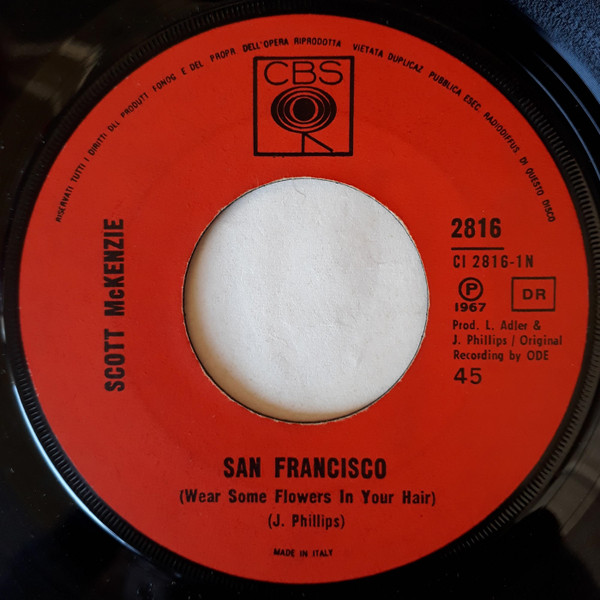 RISERVATI TUTTI I DIRITTI DEL PRODUTT FONOG E DEL PROPR DELL'OPERA RIPRODOTTA VIETATA DUPLICAZ PUBBLICA ESEC RADIODIFFUS DI QUESTO DISCO
CBS
SCOTT McKENZIE
2816
CI 2816-1N
P
1967
DR
Prod. L. Adler &
J. Phillips / Original
Recording by ODE
45
SAN FRANCISCO
(Wear Some Flowers In Your Hair)
(J. Phillips)
MADE IN ITALY